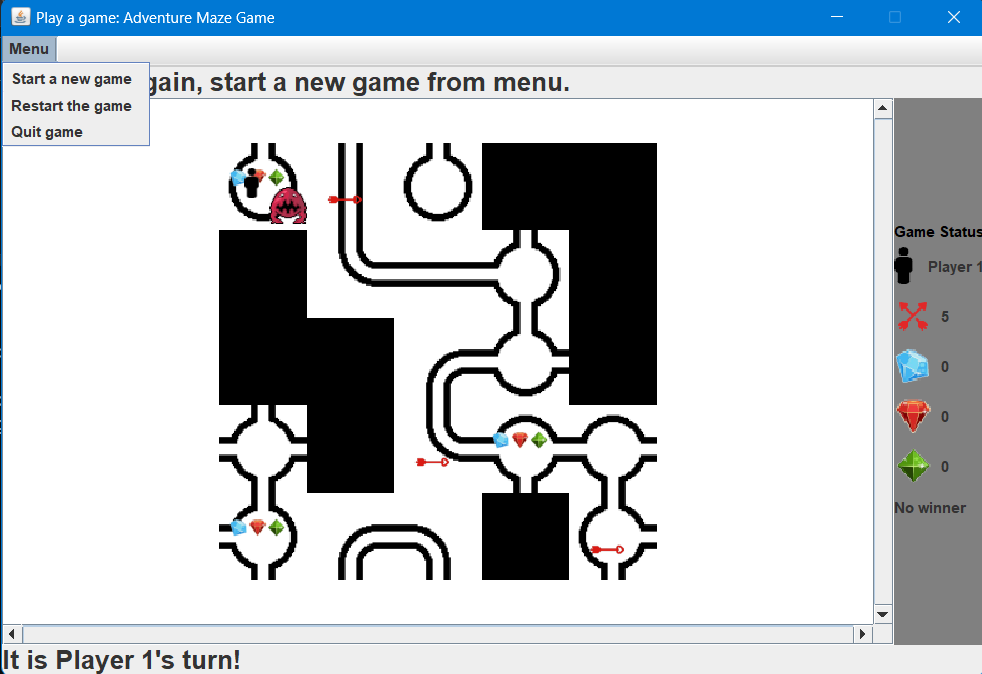 Play a game: Adventure Maze Game
Menu
Start a new game
Restart the game
Quit game
gain, start a new game from menu.
Game Status
Player 1
5
0
0
0
No winner
It is Player 1's turn!